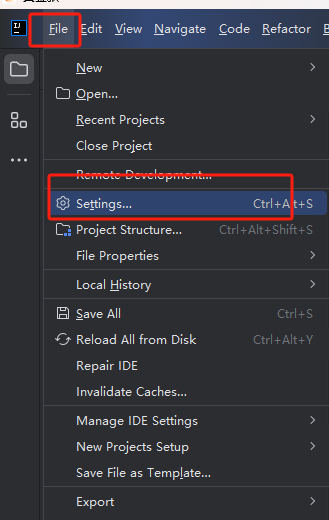 IJ
File Edit View Navigate Code Refactor
New
Open...
Recent Projects
Close Project
Remote Development...
Settings... Ctrl+Alt+S
Project Structure... Ctrl+Alt+Shift+S
File Properties
Local History
Save All Ctrl+S
Reload All from Disk Ctrl+Alt+Y
Repair IDE
Invalidate Caches...
Manage IDE Settings
New Projects Setup
Save File as Template...
Export